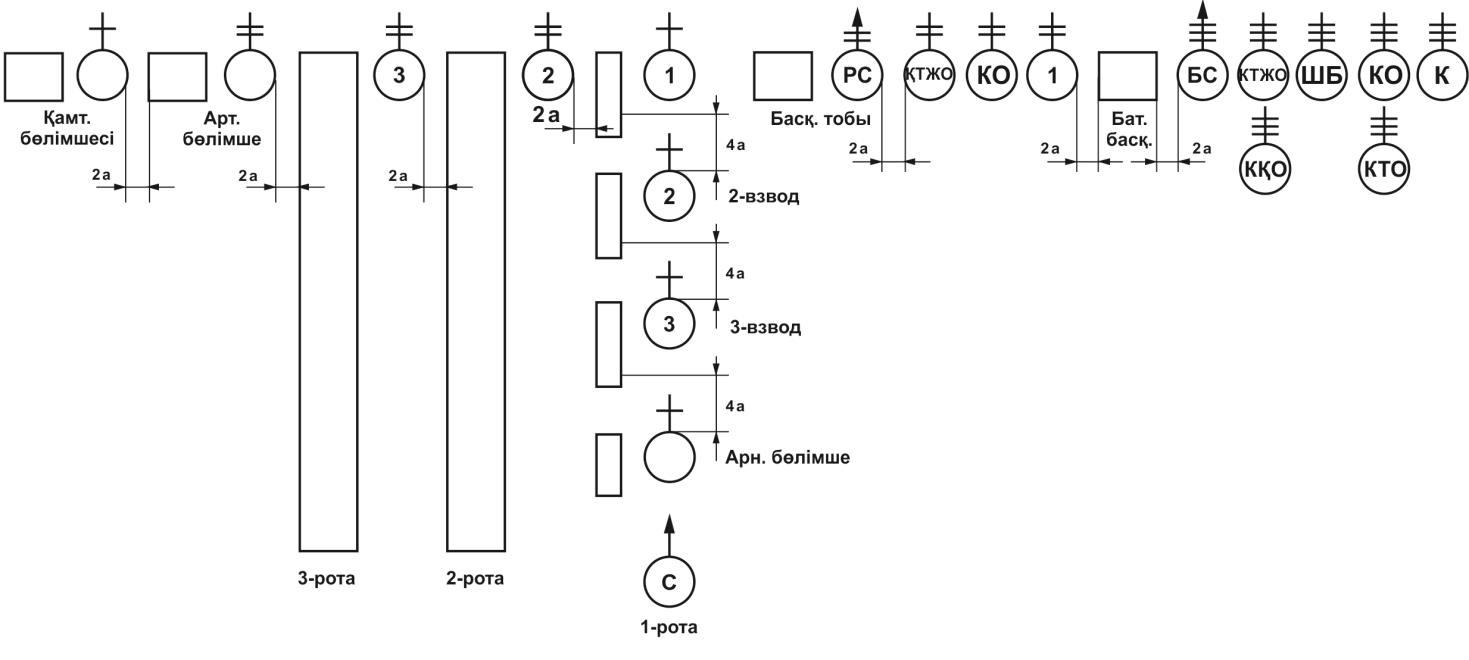 3
2
1
РС
ҚТЖО
КО
1
БС
КТЖО
ШБ
КО
К
Қамт.
бөлімшесі
Арт.
бөлімше
2а
Басқ. тобы
Бат.
басқ.
4а
2а
2а
2а
ККО
КТО
2а
2а
2а
2
2-взвод
4а
3
3-взвод
4а
Арн. бөлімше
С
3-рота
2-рота
1-рота